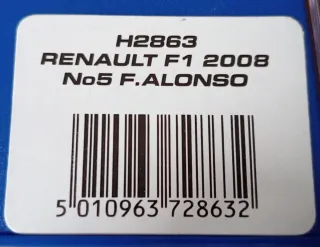 H2863
RENAULT F1 2008
No5 F.ALONSO
5 010963 728632